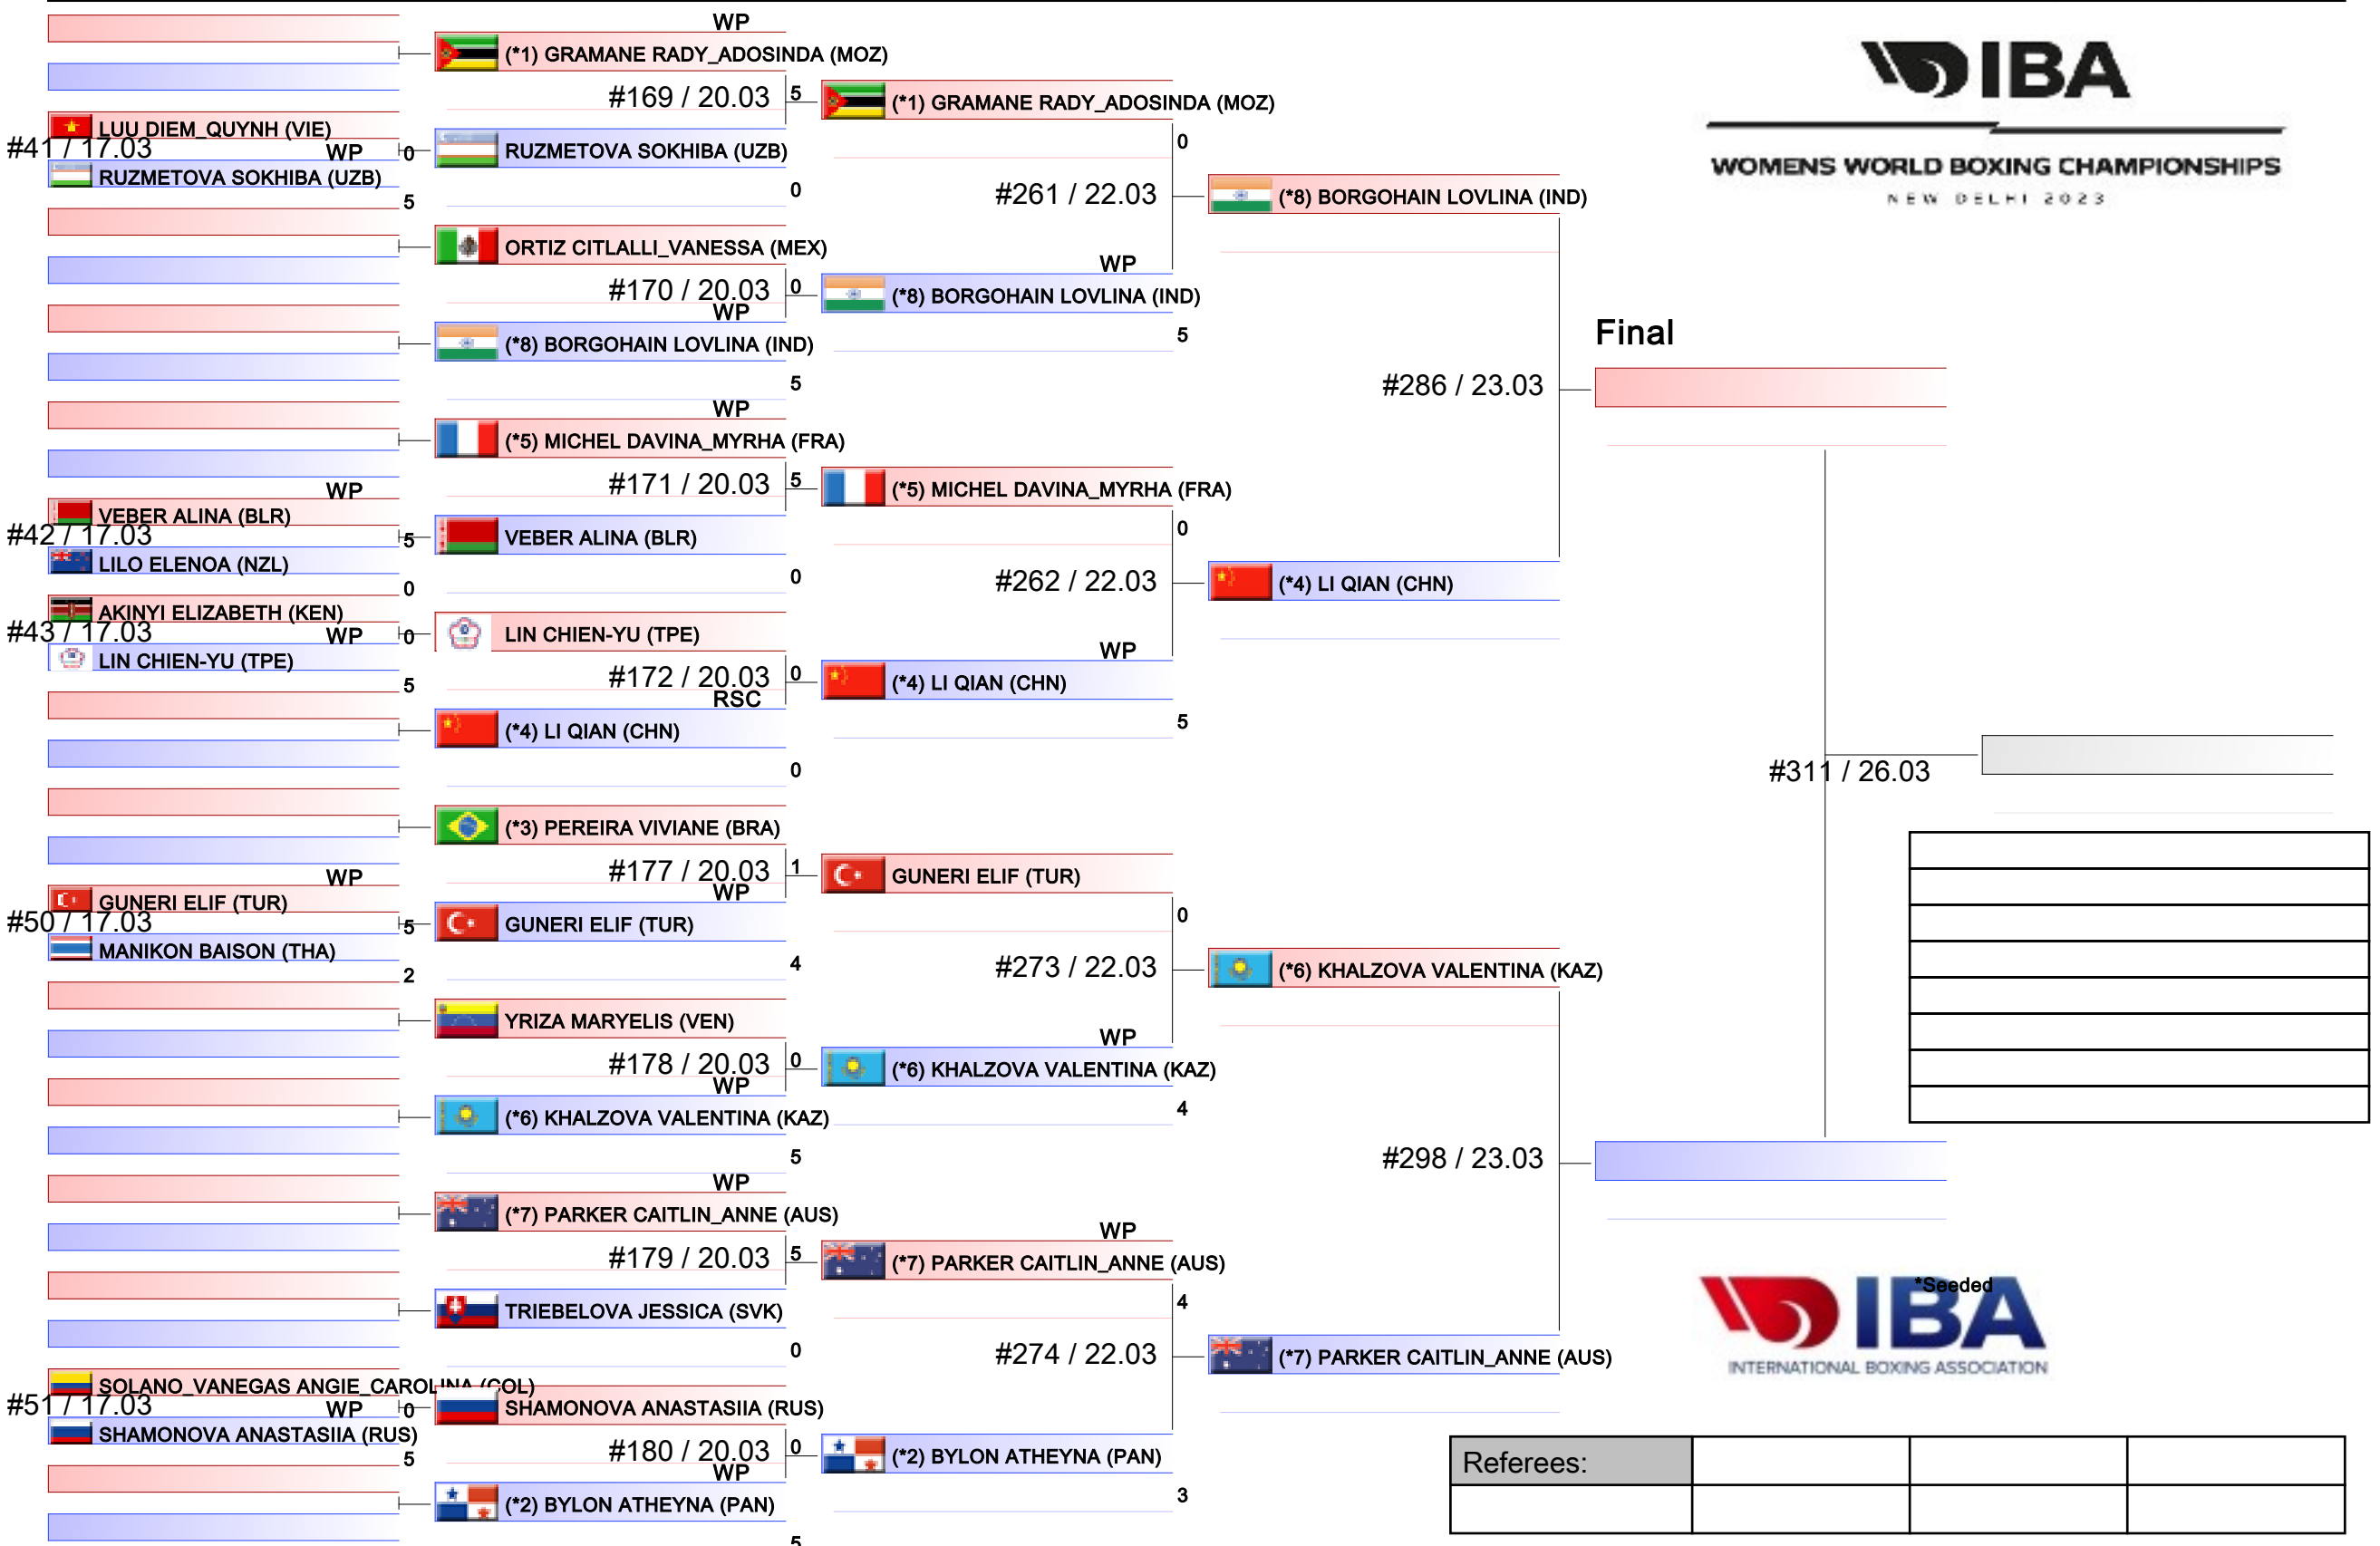 WP
(*1) GRAMANE RADY_ADOSINDA (MOZ)
#169 / 20.03
5
(*1) GRAMANE RADY_ADOSINDA (MOZ)
LUU DIEM_QUYNH (VIE)
#41 / 17.03
WP
0
RUZMETOVA SOKHIBA (UZB)
0
RUZMETOVA SOKHIBA (UZB)
5
0
#261 / 22.03
(*8) BORGOHAIN LOVLINA (IND)
ORTIZ CITLALLI_VANESSA (MEX)
#170 / 20.03
0
WP
WP
(*8) BORGOHAIN LOVLINA (IND)
5
(*8) BORGOHAIN LOVLINA (IND)
5
#286 / 23.03
WP
(*5) MICHEL DAVINA_MYRHA (FRA)
#171 / 20.03
5
(*5) MICHEL DAVINA_MYRHA (FRA)
WP
VEBER ALINA (BLR)
#42 / 17.03
5
LILO ELENOA (NZL)
0
VEBER ALINA (BLR)
0
0
#262 / 22.03
(*4) LI QIAN (CHN)
AKINYI ELIZABETH (KEN)
#43 / 17.03
WP
0
LIN CHIEN-YU (TPE)
5
LIN CHIEN-YU (TPE)
#172 / 20.03
0
RSC
WP
(*4) LI QIAN (CHN)
5
(*4) LI QIAN (CHN)
0
#311 / 26.03
(*3) PEREIRA VIVIANE (BRA)
#177 / 20.03
1
WP
GUNERI ELIF (TUR)
WP
GUNERI ELIF (TUR)
#50 / 17.03
5
MANIKON BAISON (THA)
2
GUNERI ELIF (TUR)
4
0
#273 / 22.03
(*6) KHALZOVA VALENTINA (KAZ)
YRIZA MARYELIS (VEN)
#178 / 20.03
0
WP
WP
(*6) KHALZOVA VALENTINA (KAZ)
4
(*6) KHALZOVA VALENTINA (KAZ)
5
#298 / 23.03
WP
(*7) PARKER CAITLIN_ANNE (AUS)
#179 / 20.03
5
WP
(*7) PARKER CAITLIN_ANNE (AUS)
TRIEBELOVA JESSICA (SVK)
0
4
#274 / 22.03
(*7) PARKER CAITLIN_ANNE (AUS)
SOLANO_VANEGAS ANGIE_CAROLINA (COL)
#51 / 17.03
WP
0
SHAMONOVA ANASTASIIA (RUS)
5
SHAMONOVA ANASTASIIA (RUS)
#180 / 20.03
0
WP
(*2) BYLON ATHEYNA (PAN)
3
(*2) BYLON ATHEYNA (PAN)
5
IBA
WOMENS WORLD BOXING CHAMPIONSHIPS
NEW DELHI 2023
Final
*Seeded
IBA
INTERNATIONAL BOXING ASSOCIATION
Referees: